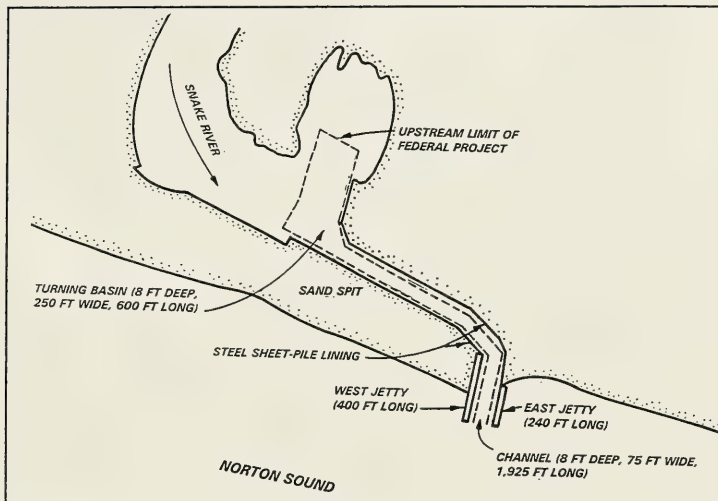 SNAKE RIVER
UPSTREAM LIMIT OF
FEDERAL PROJECT
TURNING BASIN (8 FT DEEP,
250 FT WIDE, 600 FT LONG)
SAND SPIT
STEEL SHEET-PILE LINING
WEST JETTY
(400 FT LONG)
EAST JETTY
(240 FT LONG)
CHANNEL (8 FT DEEP, 75 FT WIDE,
1,925 FT LONG)
NORTON SOUND